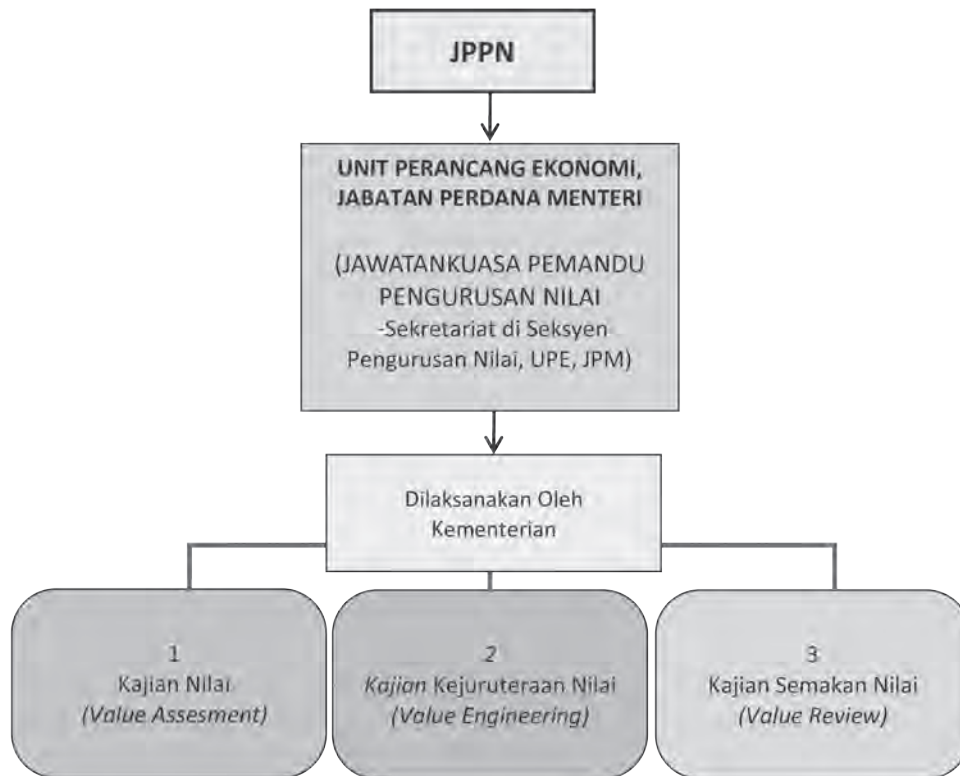 JPPN
UNIT PERANCANG EKONOMI,
JABATAN PERDANA MENTERI
(JAWATANKUASA PEMANDU
PENGURUSAN NILAI
-Sekretariat di Seksyen
Pengurusan Nilai, UPE, JPM)
Dilaksanakan Oleh
Kementerian
1
Kajian Nilai
(Value Assesment)
2
Kajian Kejuruteraan Nilai
(Value Engineering)
3
Kajian Semakan Nilai
(Value Review)